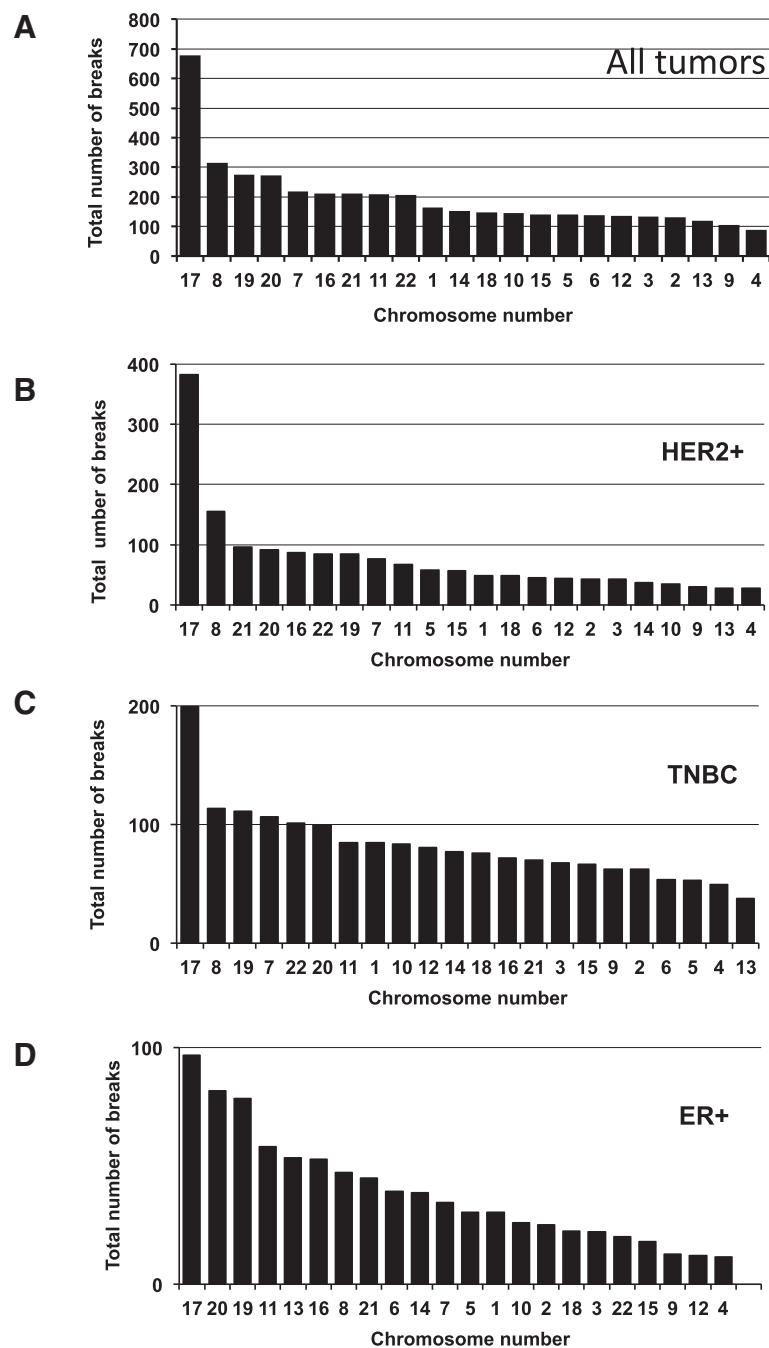 A
Total number of breaks
800
700
600
500
400
300
200
100
0
All tumors
17 8 19 20 7 16 21 11 22 1 14 18 10 15 5 6 12 3 2 13 9 4
Chromosome number
B
Total umber of breaks
400
300
200
100
0
HER2+
17 8 21 20 16 22 19 7 11 5 15 1 18 6 12 2 3 14 10 9 13 4
Chromosome number
C
Total number of breaks
200
100
0
TNBC
17 8 19 7 22 20 11 1 10 12 14 18 16 21 3 15 9 2 6 5 4 13
Chromosome number
D
Total number of breaks
100
0
ER+
17 20 19 11 13 16 8 21 6 14 7 5 1 10 2 18 3 22 15 9 12 4
Chromosome number